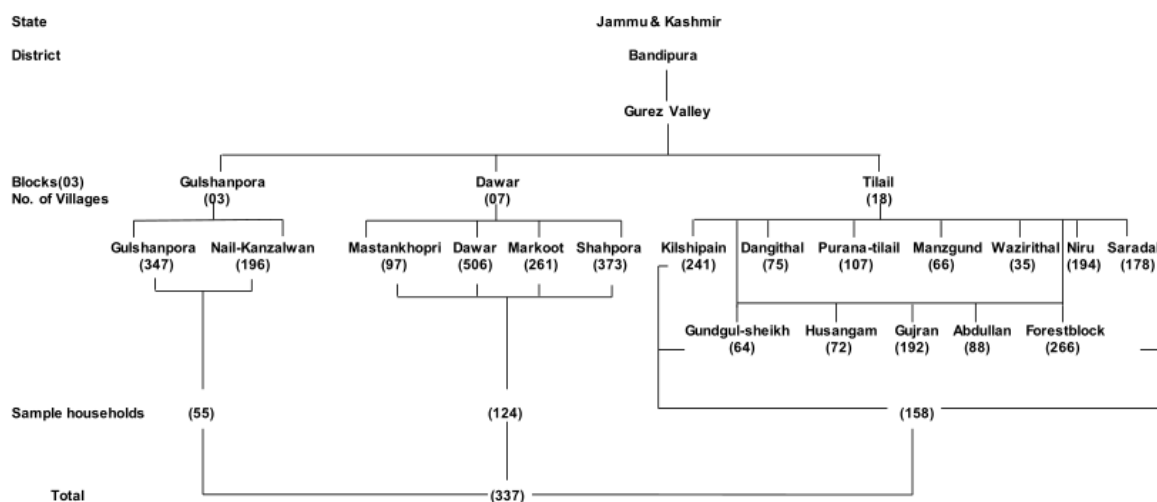 State Jammu & Kashmir
District Bandipura
Gurez Valley
Blocks(03) Gulshanpora Dawar Tilail
No. of Villages (03) (07) (18)
Gulshanpora Nail-Kanzalwan Mastankhopri Dawar Markoot Shahpora Kilshipain Dangithal Purana-tilail Manzgund Wazirithal Niru Saradai
(347) (196) (97) (506) (261) (373) (241) (75) (107) (66) (35) (194) (178)
Gundgul-sheikh Husangam Gujran Abdullan Forestblock
(64) (72) (192) (88) (266)
Sample households (55) (124) (158)
Total (337)